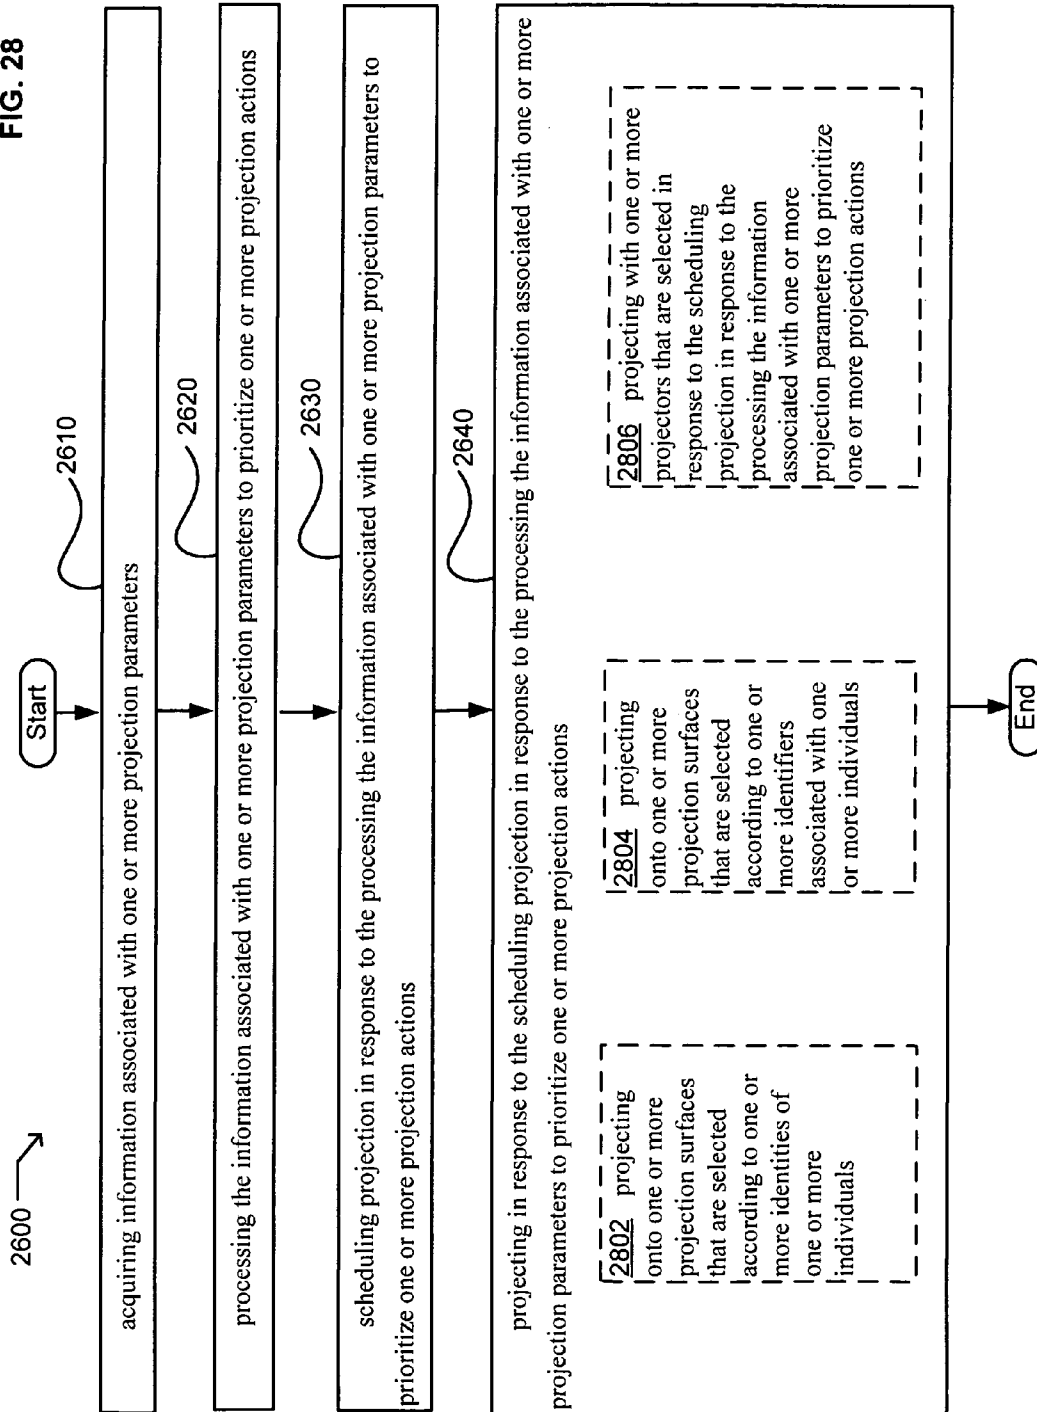 FIG. 28
2600
Start
2610
acquiring information associated with one or more projection parameters
2620
processing the information associated with one or more projection parameters to prioritize one or more projection actions
2630
scheduling projection in response to the processing the information associated with one or more projection parameters to
prioritize one or more projection actions
2640
projecting in response to the scheduling projection in response to the processing the information associated with one or more
projection parameters to prioritize one or more projection actions
2802 projecting
onto one or more
projection surfaces
that are selected
according to one or
more identities of
one or more
individuals
2804 projecting
onto one or more
projection surfaces
that are selected
according to one or
more identifiers
associated with one
or more individuals
2806 projecting with one or more
projectors that are selected in
response to the scheduling
projection in response to the
processing the information
associated with one or more
projection parameters to prioritize
one or more projection actions
End